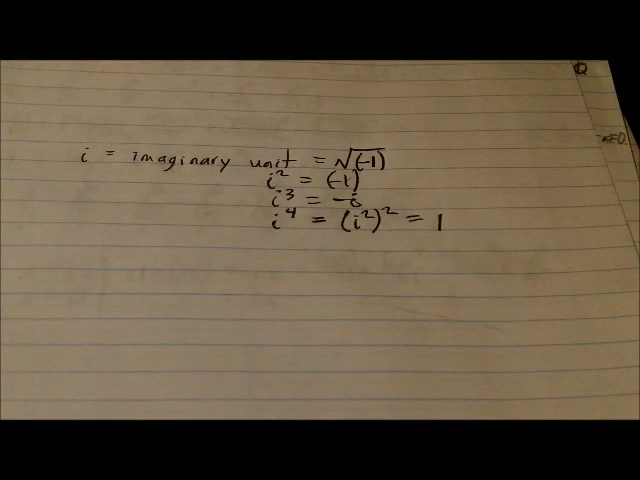 i = imaginary unit = √(-1)
i² = (-1)
i³ = -i
i⁴ = (i²)² = 1